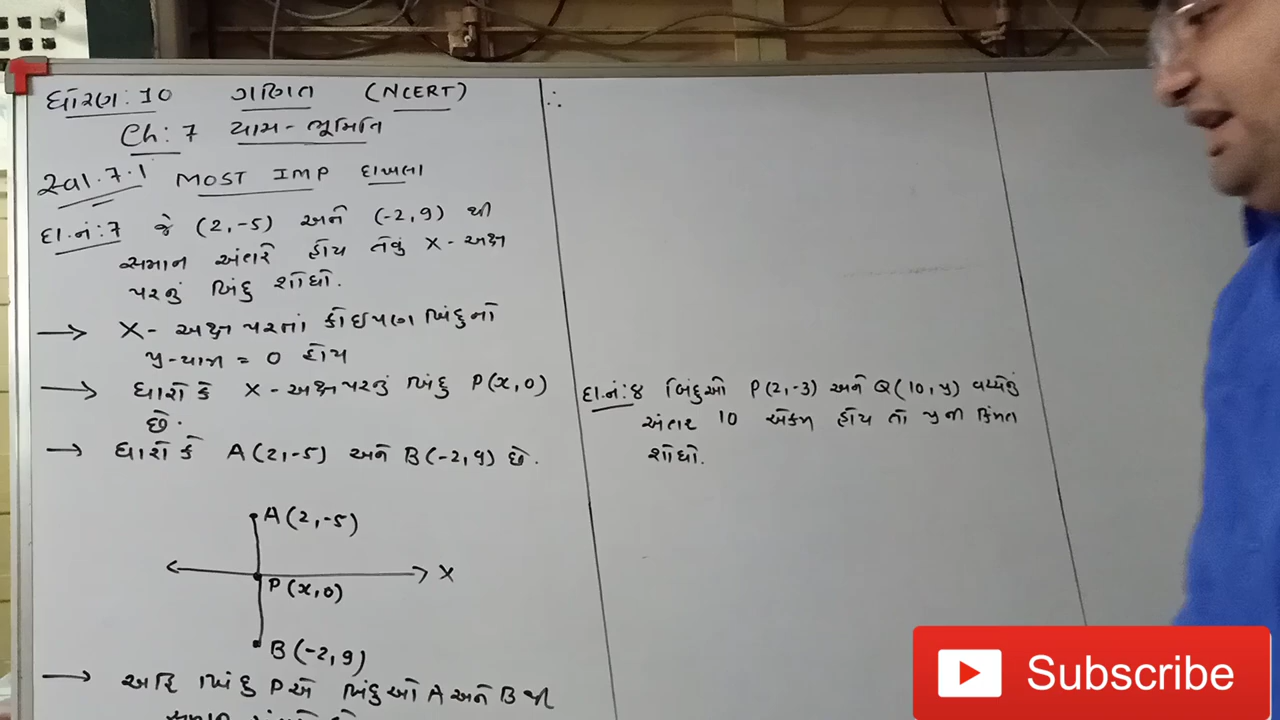 ધોરણ: 10 ગણિત (NCERT)
Ch: 7 યામ-ભૂમિતિ
સ્વા. 7.1 MOST IMP દાખલા
દા.નં: 7 જે (2,-5) અને (-2,9) થી
સમાન અંતરે હોય તેવું X-અક્ષ
પરનું બિંદુ શોધો.
→ X-અક્ષ પરનાં કોઇપણ બિંદુનો
y-યામ = 0 હોય
→ ધારો કે X-અક્ષ પરનું બિંદુ P(x,0)
છે.
→ ધારો કે A(2,-5) અને B(-2,9) છે.
A(2,-5)
X
P(x,0)
B(-2,9)
→ અહિ બિંદુ P એ બિંદુઓ A અને B થી
સમાન
∴
દા.નં: 8 બિંદુઓ P(2,-3) અને Q(10,y) વચ્ચેનું
અંતર 10 એકમ હોય તો y ની કિંમત
શોધો.
Subscribe